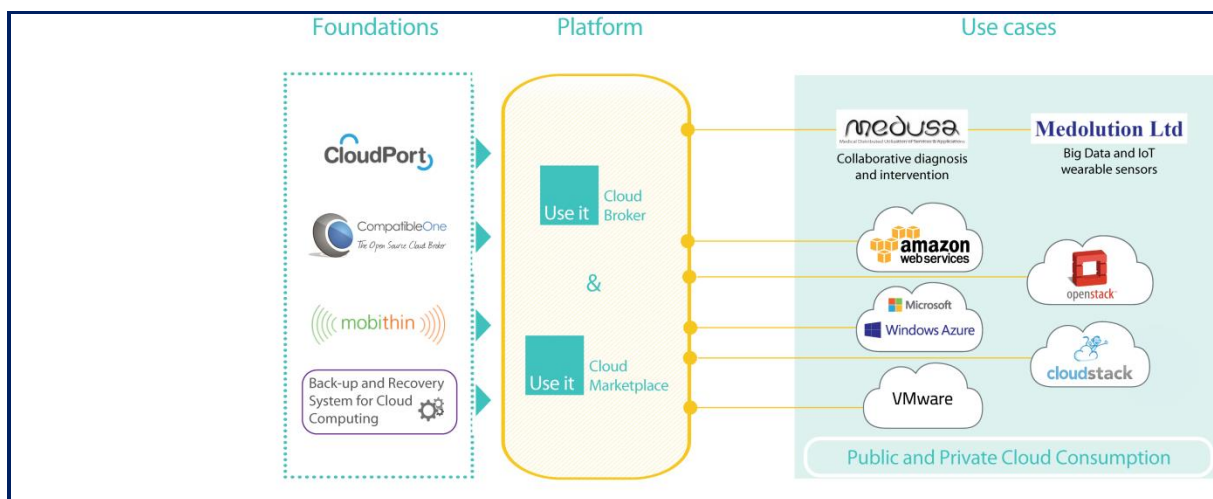 Foundations
Platform
Use cases
CloudPort
CompatibleOne
The Open Source Cloud Broker
mobithin
Back-up and Recovery
System for Cloud
Computing
Use it
Cloud
Broker
&
Use it
Cloud
Marketplace
medusa
Collaborative diagnosis
and intervention
Medolution Ltd
Big Data and IoT
wearable sensors
amazon
webservices
openstack
Microsoft
Windows Azure
cloudstack
VMware
Public and Private Cloud Consumption